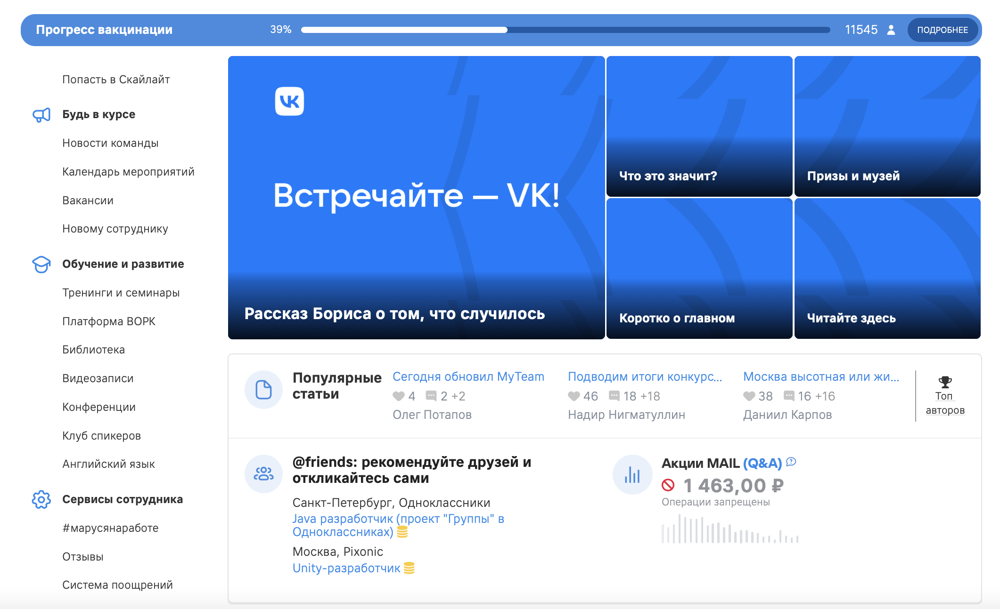 Прогресс вакцинации
39%
11545
ПОДРОБНЕЕ
Попасть в Скайлайт
Будь в курсе
Новости команды
Календарь мероприятий
Вакансии
Новому сотруднику
Обучение и развитие
Тренинги и семинары
Платформа ВОРК
Библиотека
Видеозаписи
Конференции
Клуб спикеров
Английский язык
Сервисы сотрудника
#марусянаработе
Отзывы
Система поощрений
VK
Встречайте — VK!
Рассказ Бориса о том, что случилось
Что это значит?
Призы и музей
Коротко о главном
Читайте здесь
Популярные
статьи
Сегодня обновил MyTeam
4 2 +2
Олег Потапов
Подводим итоги конкурс...
46 18 +18
Надир Нигматуллин
Москва высотная или жи...
38 16 +16
Даниил Карпов
Топ
авторов
@friends: рекомендуйте друзей и
откликайтесь сами
Санкт-Петербург, Одноклассники
Java разработчик (проект "Группы" в
Одноклассниках)
Москва, Pixonic
Unity-разработчик
Акции MAIL (Q&A) ?
1 463,00 ₽
Операции запрещены